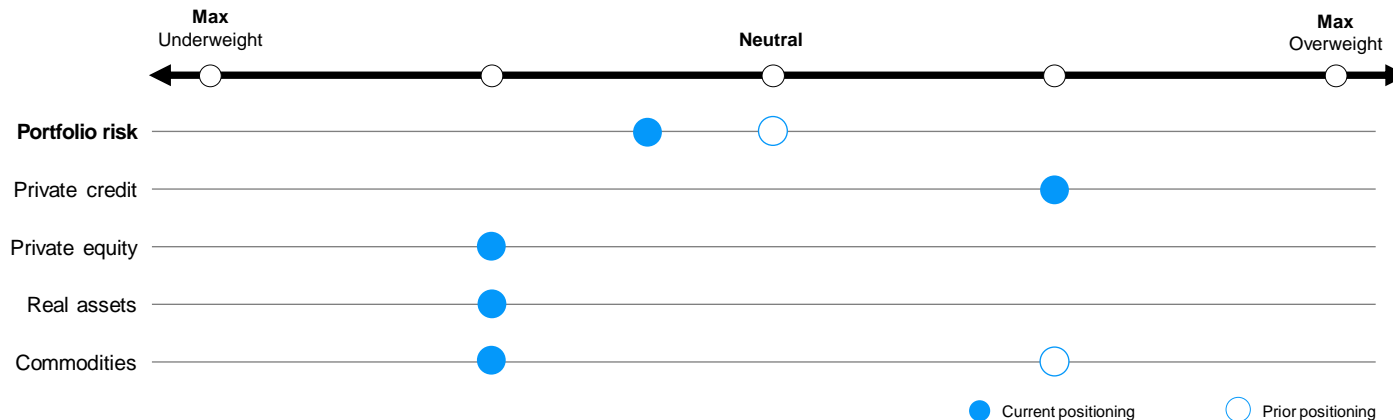 Max
Underweight
Neutral
Max
Overweight
Portfolio risk
Private credit
Private equity
Real assets
Commodities
Current positioning
Prior positioning